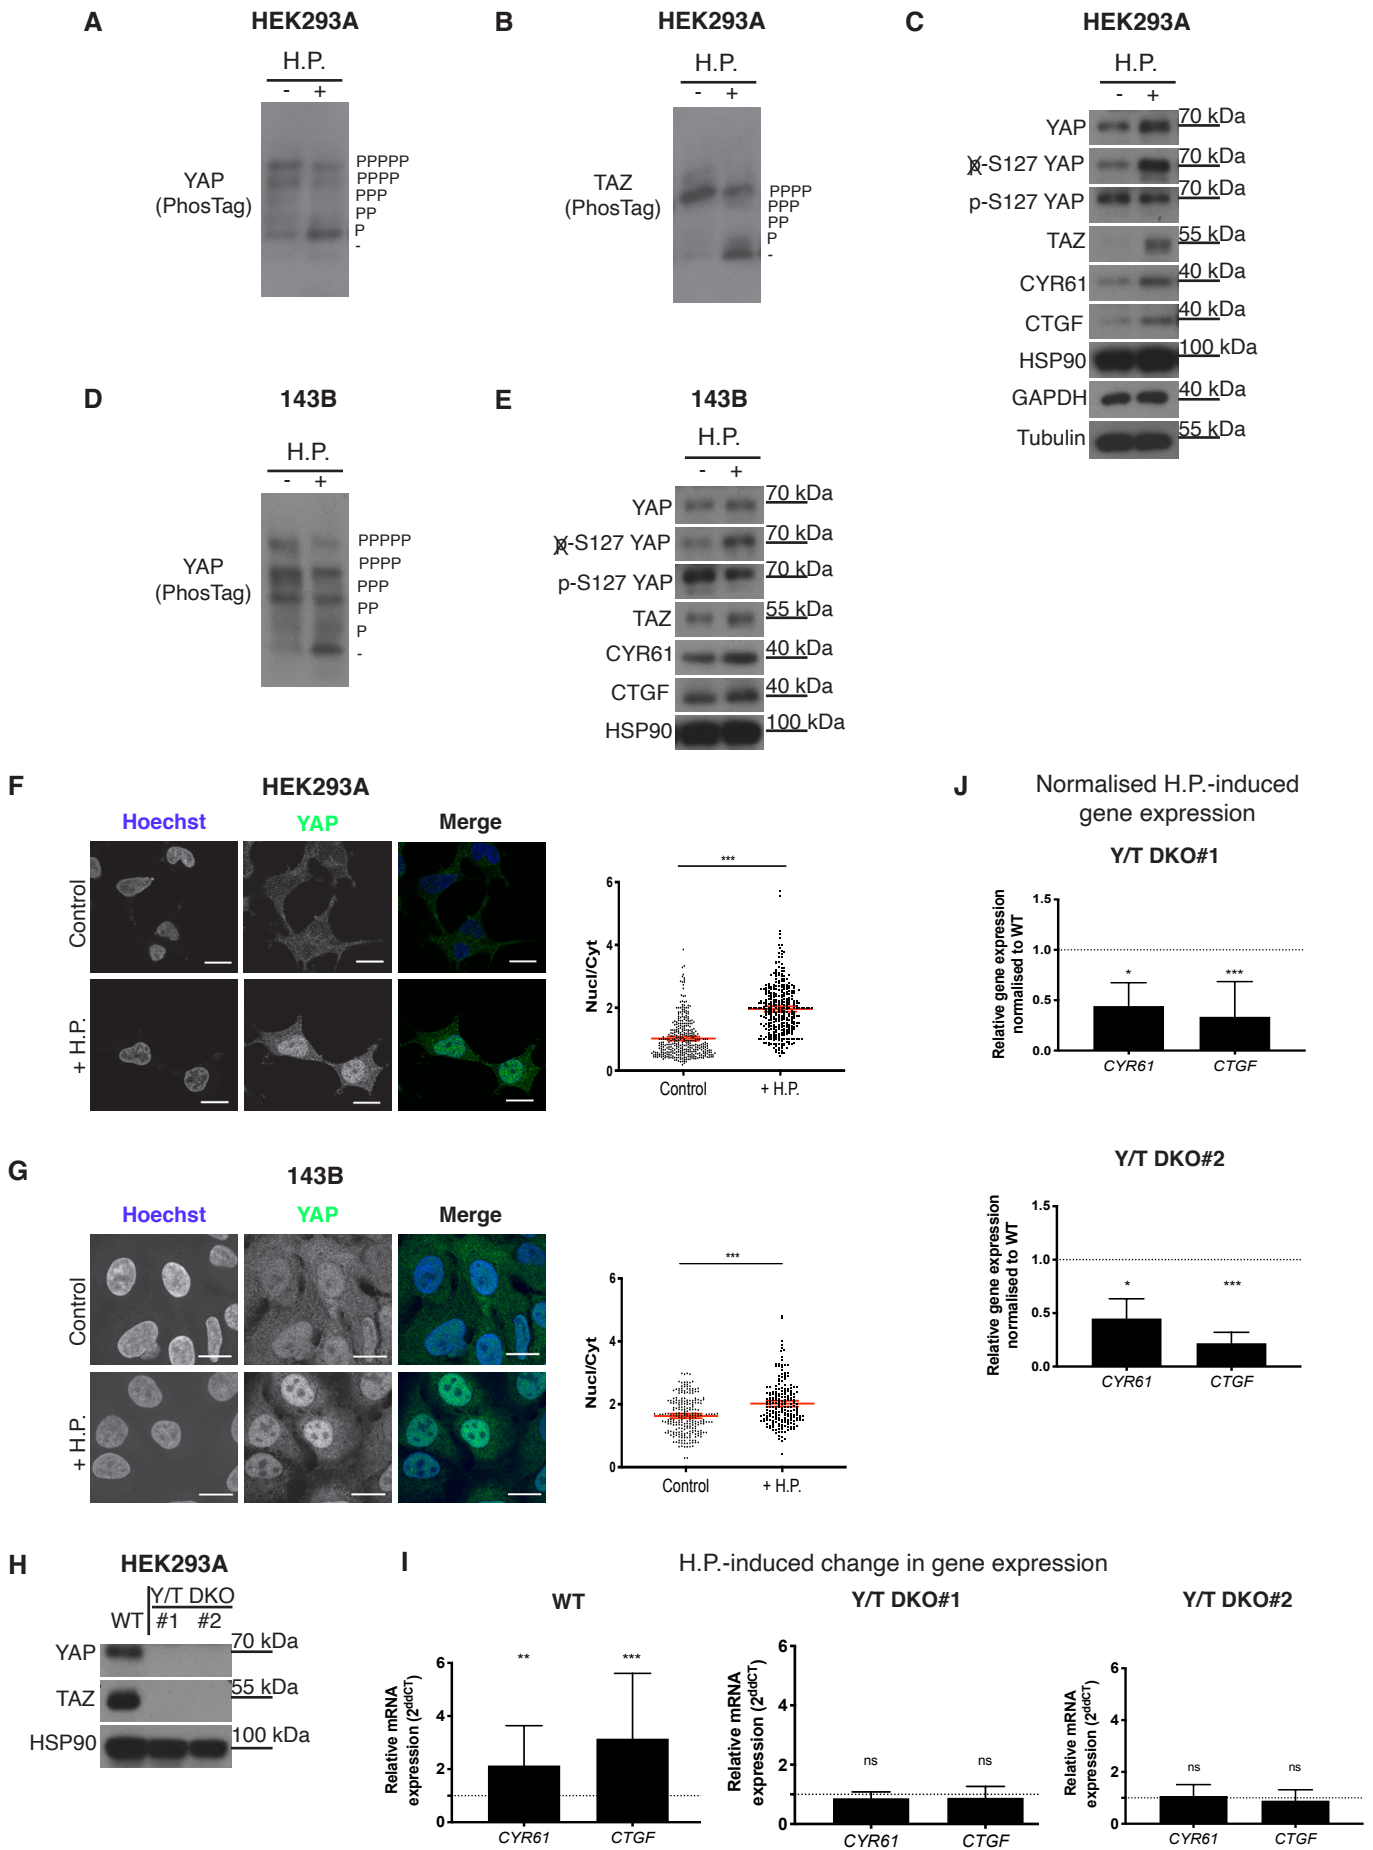 A
HEK293A
H.P.
- +
YAP
(PhosTag)
PPPPP
PPPP
PPP
PP
P
-
B
HEK293A
H.P.
- +
TAZ
(PhosTag)
PPPP
PPP
PP
P
-
C
HEK293A
H.P.
- +
YAP 70 kDa
p-S127 YAP 70 kDa
p-S127 YAP 70 kDa
TAZ 55 kDa
CYR61 40 kDa
CTGF 40 kDa
HSP90 100 kDa
GAPDH 40 kDa
Tubulin 55 kDa
D
143B
H.P.
- +
YAP
(PhosTag)
PPPPP
PPPP
PPP
PP
P
-
E
143B
H.P.
- +
YAP 70 kDa
p-S127 YAP 70 kDa
p-S127 YAP 70 kDa
TAZ 55 kDa
CYR61 40 kDa
CTGF 40 kDa
HSP90 100 kDa
F
HEK293A
Hoechst YAP Merge
Control
+ H.P.
***
Nucl/Cyt
6
4
2
0
Control + H.P.
G
143B
Hoechst YAP Merge
Control
+ H.P.
***
Nucl/Cyt
6
4
2
0
Control + H.P.
J
Normalised H.P.-induced
gene expression
Y/T DKO#1
Relative gene expression
normalised to WT
1.5
1.0
0.5
0.0
* ***
CYR61 CTGF
Y/T DKO#2
Relative gene expression
normalised to WT
1.5
1.0
0.5
0.0
* ***
CYR61 CTGF
H
HEK293A
Y/T DKO
WT #1 #2
YAP 70 kDa
TAZ 55 kDa
HSP90 100 kDa
I
H.P.-induced change in gene expression
WT
Relative mRNA
expression (2ddCT)
6
4
2
0
** ***
CYR61 CTGF
Y/T DKO#1
Relative mRNA
expression (2ddCT)
6
4
2
0
ns ns
CYR61 CTGF
Y/T DKO#2
Relative mRNA
expression (2ddCT)
6
4
2
0
ns ns
CYR61 CTGF